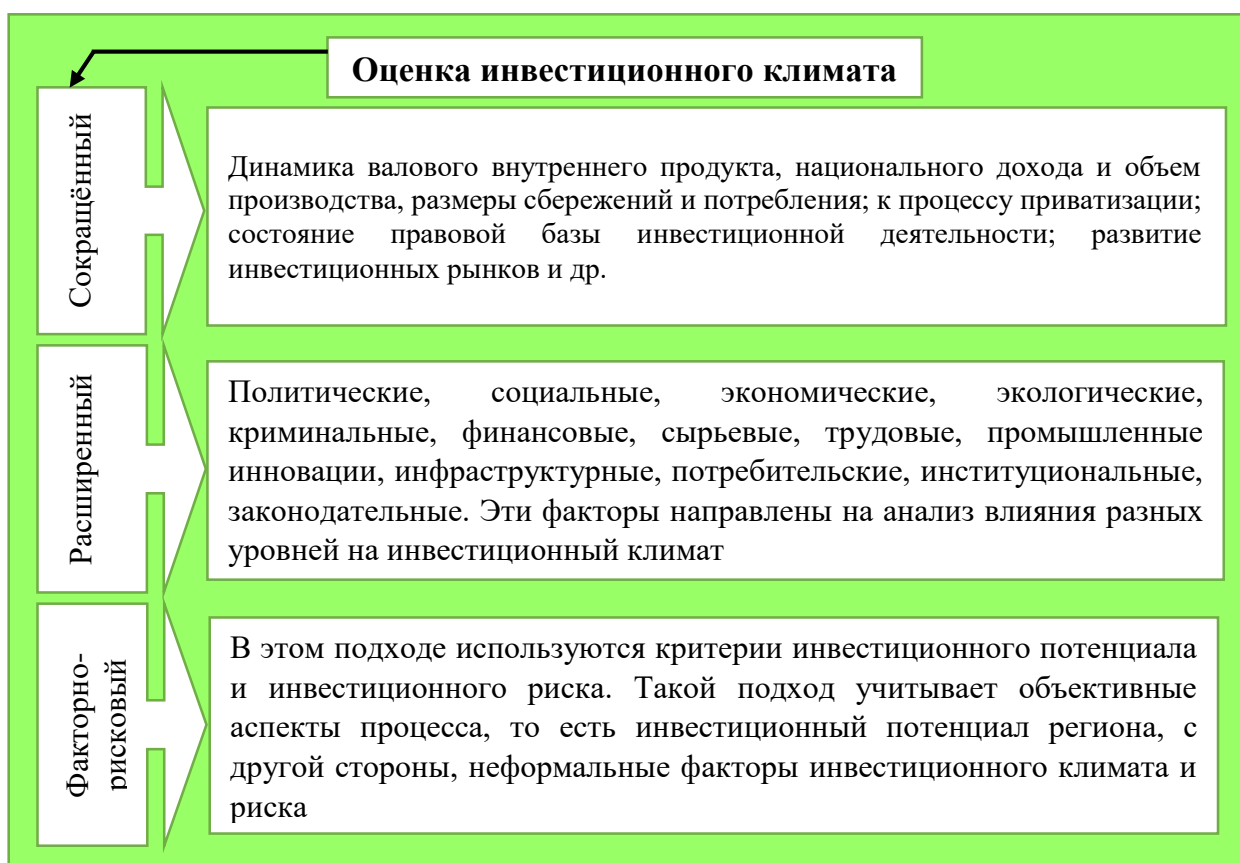 Оценка инвестиционного климата
Сокращённый
Динамика валового внутреннего продукта, национального дохода и объем
производства, размеры сбережений и потребления; к процессу приватизации;
состояние правовой базы инвестиционной деятельности; развитие
инвестиционных рынков и др.
Расширенный
Политические, социальные, экономические, экологические,
криминальные, финансовые, сырьевые, трудовые, промышленные
инновации, инфраструктурные, потребительские, институциональные,
законодательные. Эти факторы направлены на анализ влияния разных
уровней на инвестиционный климат
Факторно-
рисковый
В этом подходе используются критерии инвестиционного потенциала
и инвестиционного риска. Такой подход учитывает объективные
аспекты процесса, то есть инвестиционный потенциал региона, с
другой стороны, неформальные факторы инвестиционного климата и
риска